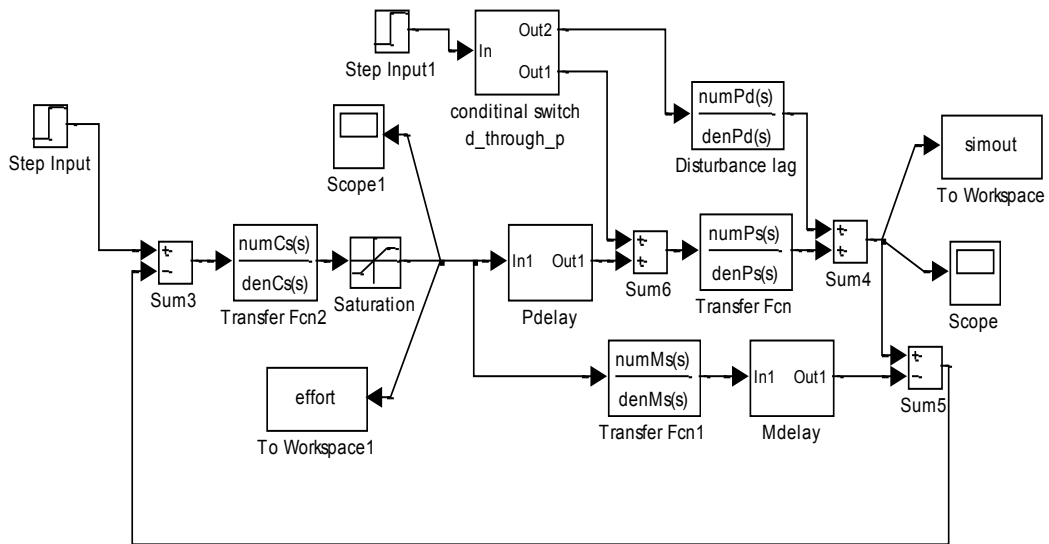 Step Input1
In
Out2
Out1
conditinal switch
d_through_p
Step Input
Scope1
numPd(s)
denPd(s)
Disturbance lag
simout
To Workspace
+
−
Sum3
numCs(s)
denCs(s)
Transfer Fcn2
Saturation
In1
Out1
Pdelay
+
+
Sum6
numPs(s)
denPs(s)
Transfer Fcn
+
+
Sum4
Scope
effort
To Workspace1
numMs(s)
denMs(s)
Transfer Fcn1
In1
Out1
Mdelay
+
−
Sum5